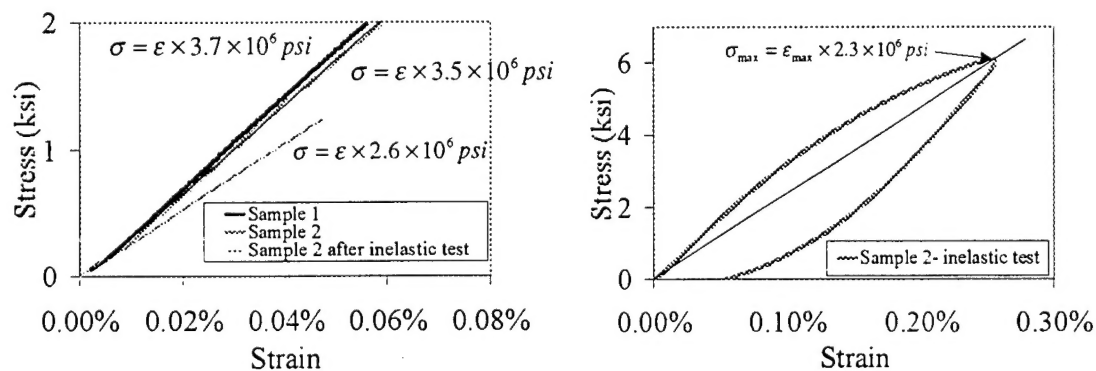 2
1
0
Stress (ksi)
σ = ε × 3.7 × 10⁶ psi
σ = ε × 3.5 × 10⁶ psi
σ = ε × 2.6 × 10⁶ psi
Sample 1
Sample 2
Sample 2 after inelastic test
0.00% 0.02% 0.04% 0.06% 0.08%
Strain
6
4
2
0
Stress (ksi)
σmax = εmax × 2.3 × 10⁶ psi
Sample 2- inelastic test
0.00% 0.10% 0.20% 0.30%
Strain